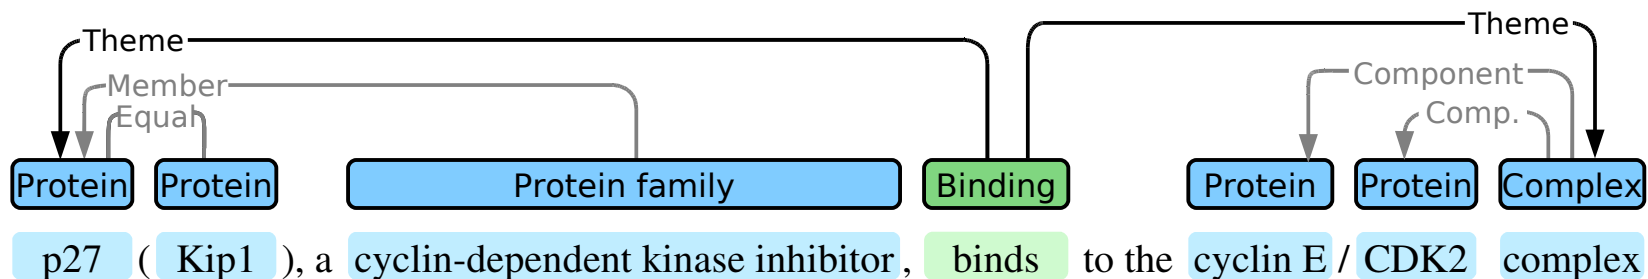 Theme Theme
Member Component
Equal Comp.
Protein Protein Protein family Binding Protein Protein Complex
p27 ( Kip1 ), a cyclin-dependent kinase inhibitor , binds to the cyclin E / CDK2 complex